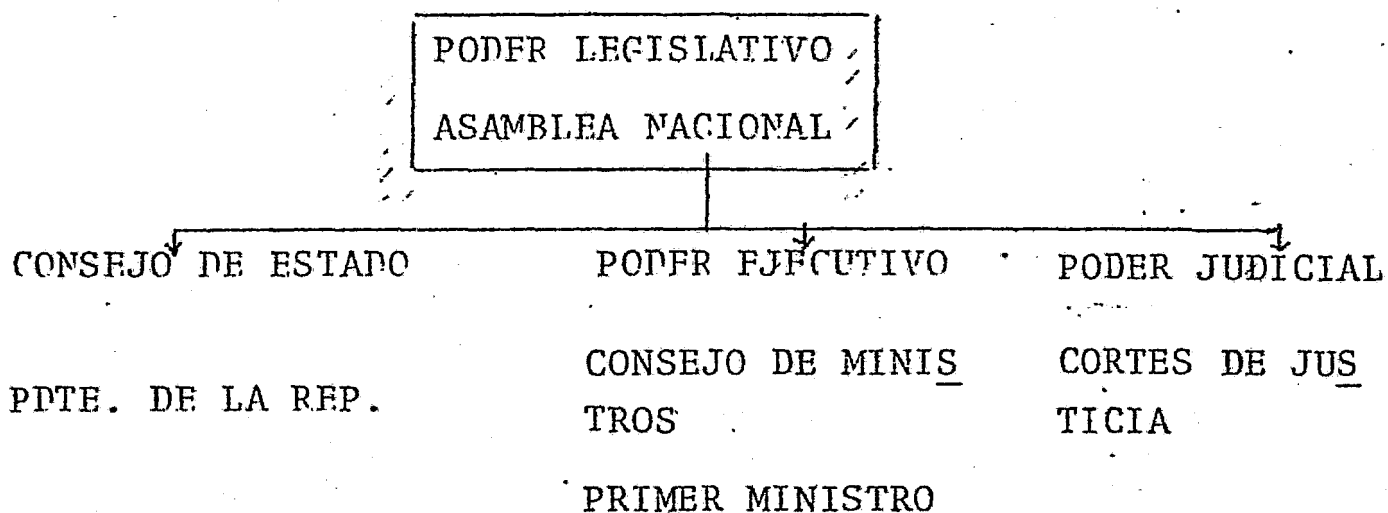 PODER LEGISLATIVO
ASAMBLEA NACIONAL
CONSEJO DE ESTADO
PDTE. DE LA REP.
PODER EJECUTIVO
CONSEJO DE MINIS
TROS
PRIMER MINISTRO
PODER JUDICIAL
CORTES DE JUS
TICIA